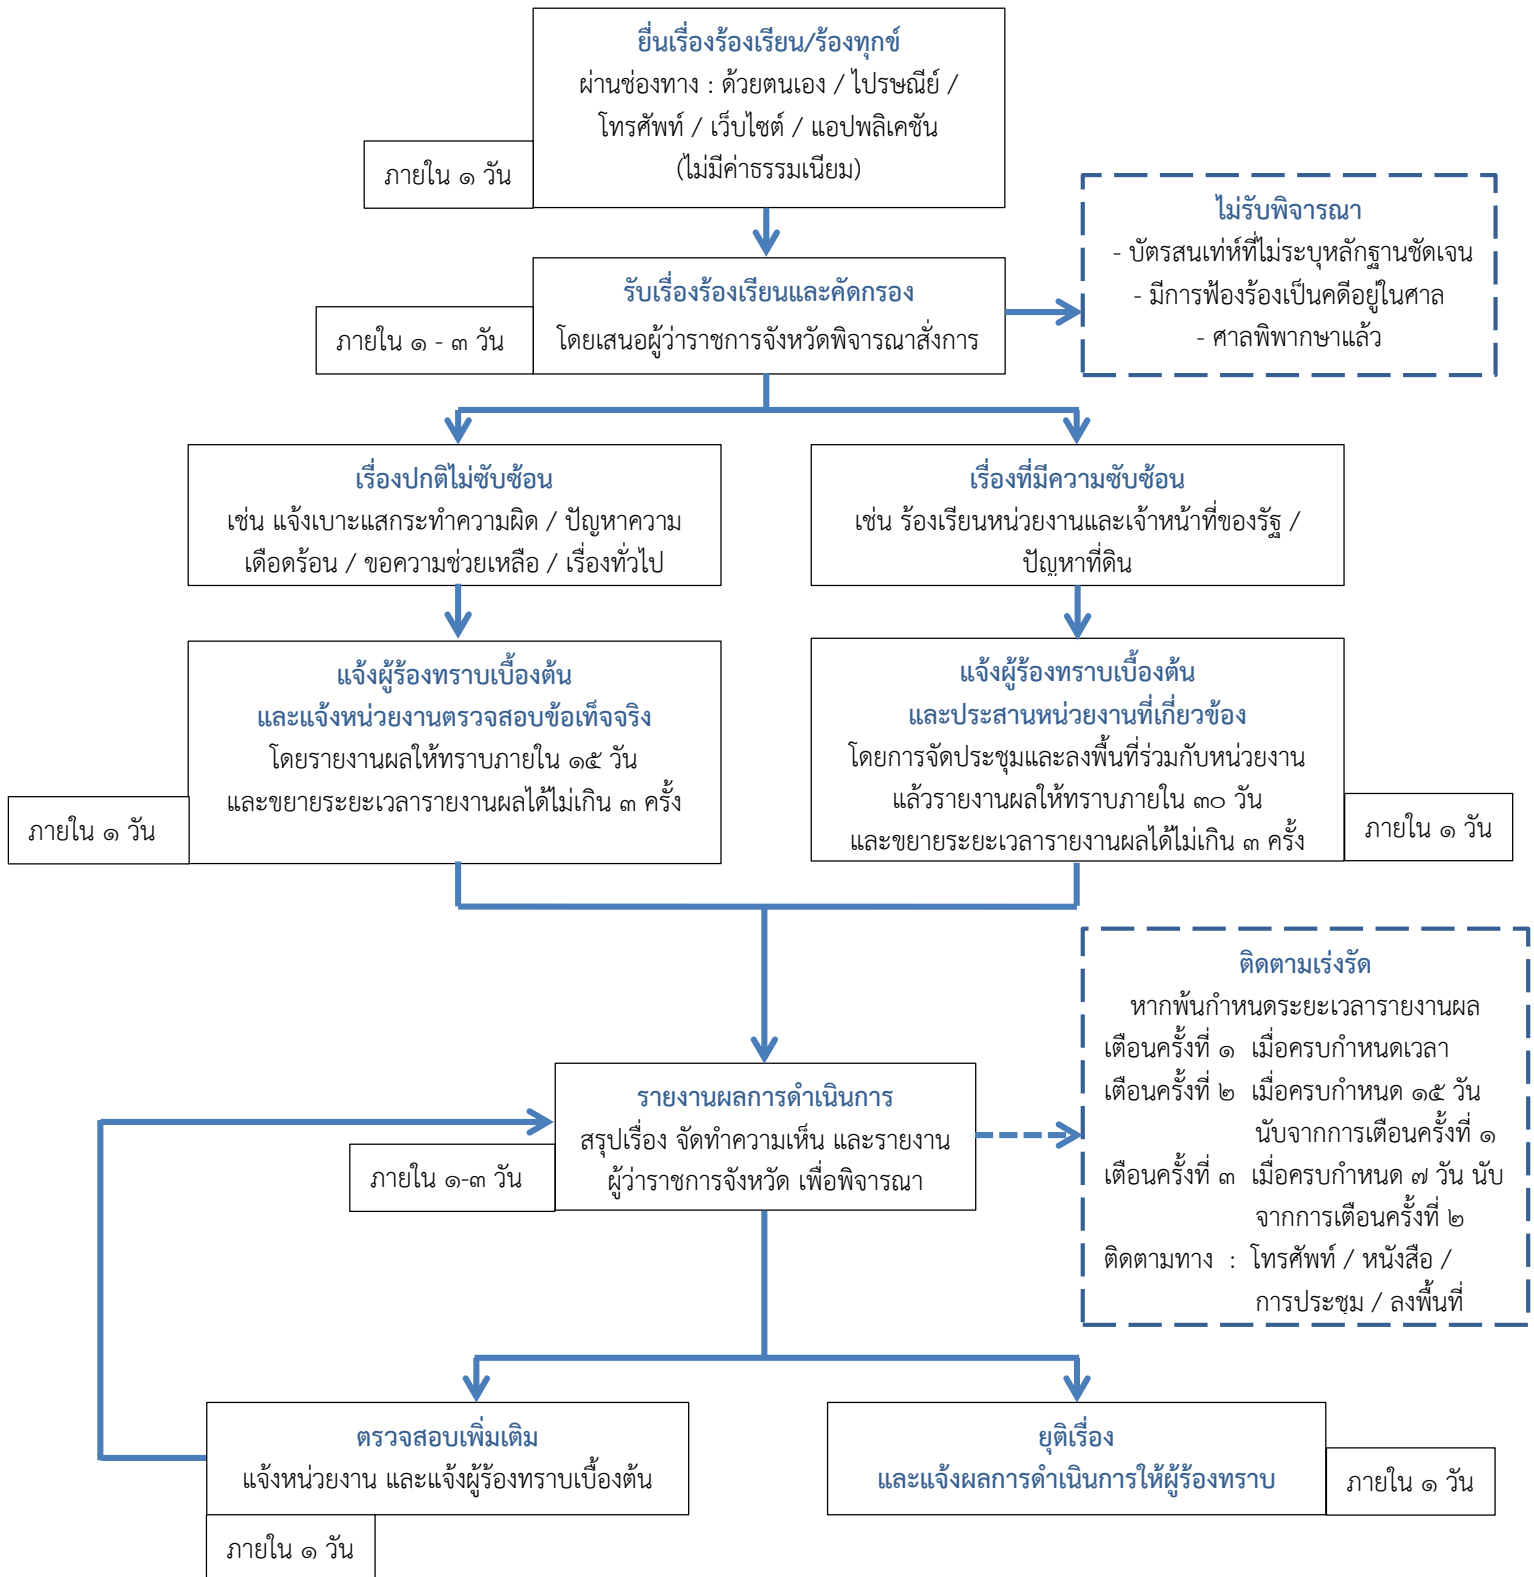 ยื่นเรื่องร้องเรียน/ร้องทุกข์
ผ่านช่องทาง : ด้วยตนเอง / ไปรษณีย์ /
โทรศัพท์ / เว็บไซต์ / แอปพลิเคชัน
(ไม่มีค่าธรรมเนียม)
ภายใน ๑ วัน
ไม่รับพิจารณา
- บัตรสนเท่ห์ที่ไม่ระบุหลักฐานชัดเจน
- มีการฟ้องร้องเป็นคดีอยู่ในศาล
- ศาลพิพากษาแล้ว
รับเรื่องร้องเรียนและคัดกรอง
โดยเสนอผู้ว่าราชการจังหวัดพิจารณาสั่งการ
ภายใน ๑ - ๓ วัน
เรื่องปกติไม่ซับซ้อน
เช่น แจ้งเบาะแสกระทำความผิด / ปัญหาความ
เดือดร้อน / ขอความช่วยเหลือ / เรื่องทั่วไป
เรื่องที่มีความซับซ้อน
เช่น ร้องเรียนหน่วยงานและเจ้าหน้าที่ของรัฐ /
ปัญหาที่ดิน
แจ้งผู้ร้องทราบเบื้องต้น
และแจ้งหน่วยงานตรวจสอบข้อเท็จจริง
โดยรายงานผลให้ทราบภายใน ๑๕ วัน
และขยายระยะเวลารายงานผลได้ไม่เกิน ๓ ครั้ง
ภายใน ๑ วัน
แจ้งผู้ร้องทราบเบื้องต้น
และประสานหน่วยงานที่เกี่ยวข้อง
โดยการจัดประชุมและลงพื้นที่ร่วมกับหน่วยงาน
แล้วรายงานผลให้ทราบภายใน ๓๐ วัน
และขยายระยะเวลารายงานผลได้ไม่เกิน ๓ ครั้ง
ภายใน ๑ วัน
ติดตามเร่งรัด
หากพ้นกำหนดระยะเวลารายงานผล
เตือนครั้งที่ ๑ เมื่อครบกำหนดเวลา
เตือนครั้งที่ ๒ เมื่อครบกำหนด ๑๕ วัน
นับจากการเตือนครั้งที่ ๑
เตือนครั้งที่ ๓ เมื่อครบกำหนด ๗ วัน นับ
จากการเตือนครั้งที่ ๒
ติดตามทาง : โทรศัพท์ / หนังสือ /
การประชุม / ลงพื้นที่
รายงานผลการดำเนินการ
สรุปเรื่อง จัดทำความเห็น และรายงาน
ผู้ว่าราชการจังหวัด เพื่อพิจารณา
ภายใน ๑-๓ วัน
ตรวจสอบเพิ่มเติม
แจ้งหน่วยงาน และแจ้งผู้ร้องทราบเบื้องต้น
ภายใน ๑ วัน
ยุติเรื่อง
และแจ้งผลการดำเนินการให้ผู้ร้องทราบ
ภายใน ๑ วัน